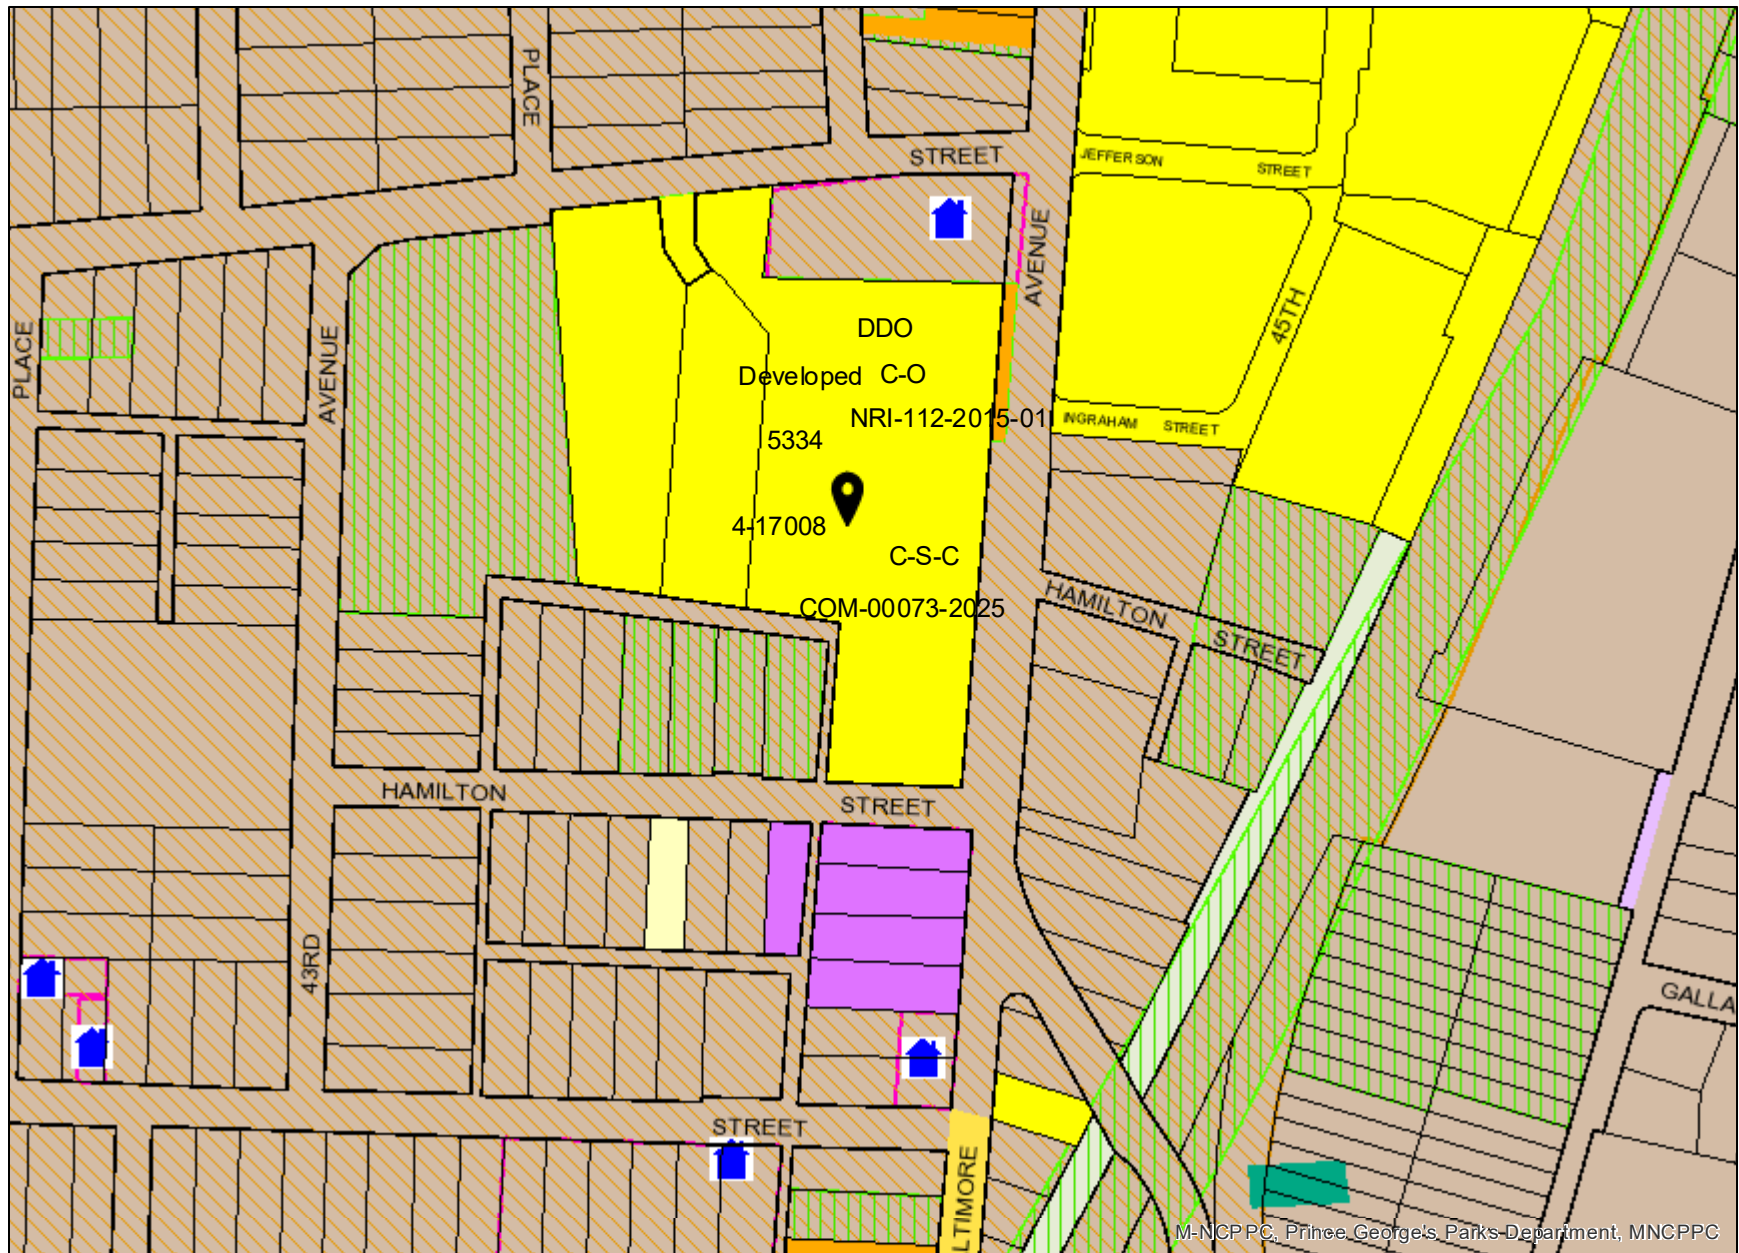 PLACE
STREET
JEFFERSON
STREET
AVENUE
45TH
DDO
Developed
C-O
NRI-112-2015-01
5334
INGRAHAM
STREET
PLACE
AVENUE
4-17008
C-S-C
COM-00073-2025
HAMILTON
STREET
HAMILTON
STREET
43RD
GALLA
STREET
LTIMORE
M-NCPPC, Prince George's Parks Department, MNCPPC